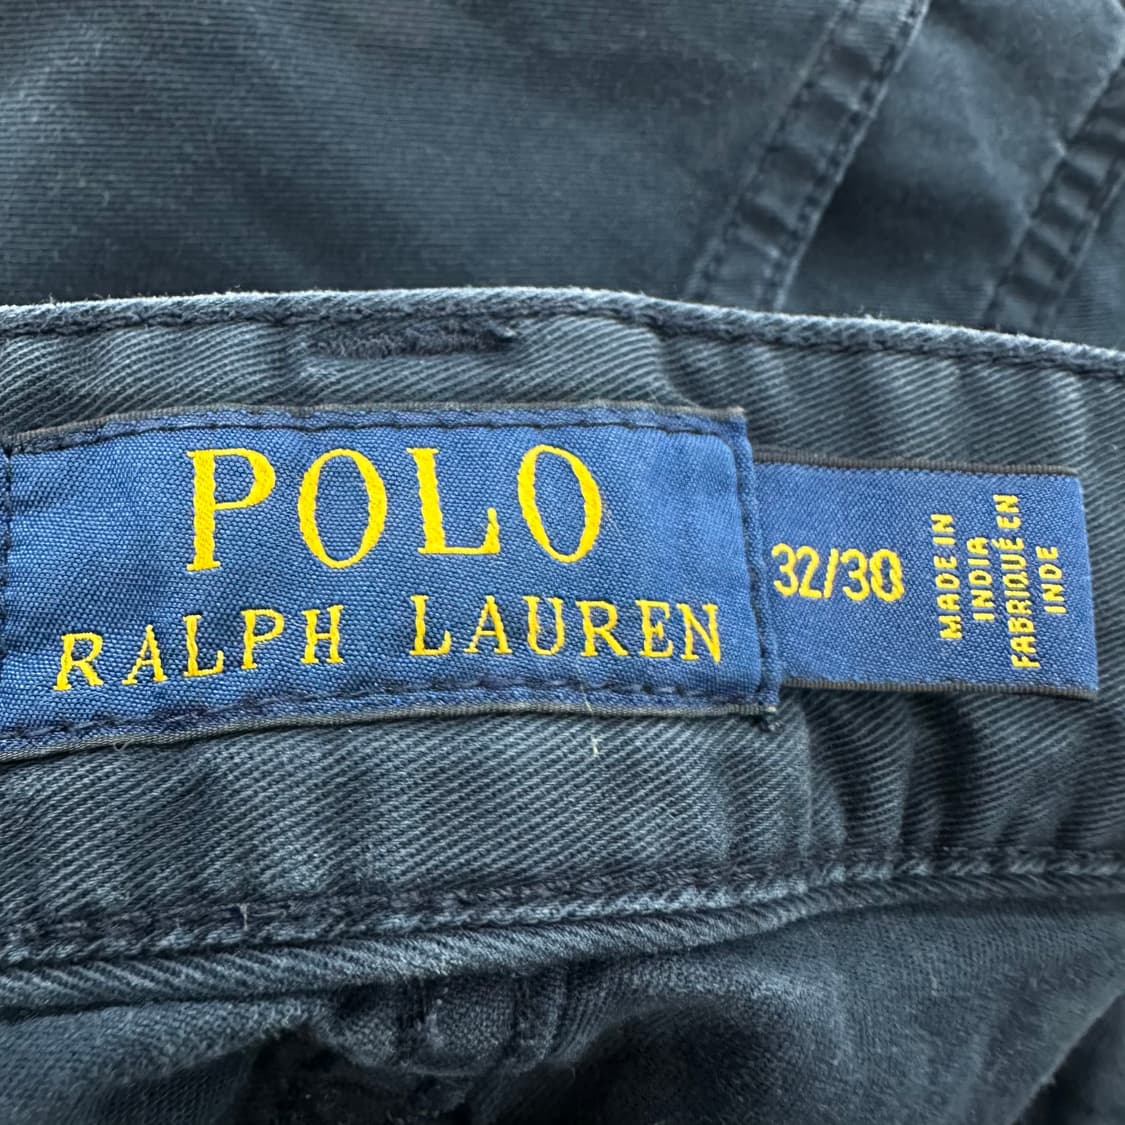 POLO
RALPH LAUREN
32/30
MADE IN
INDIA
FABRIQUÉ EN
INDE